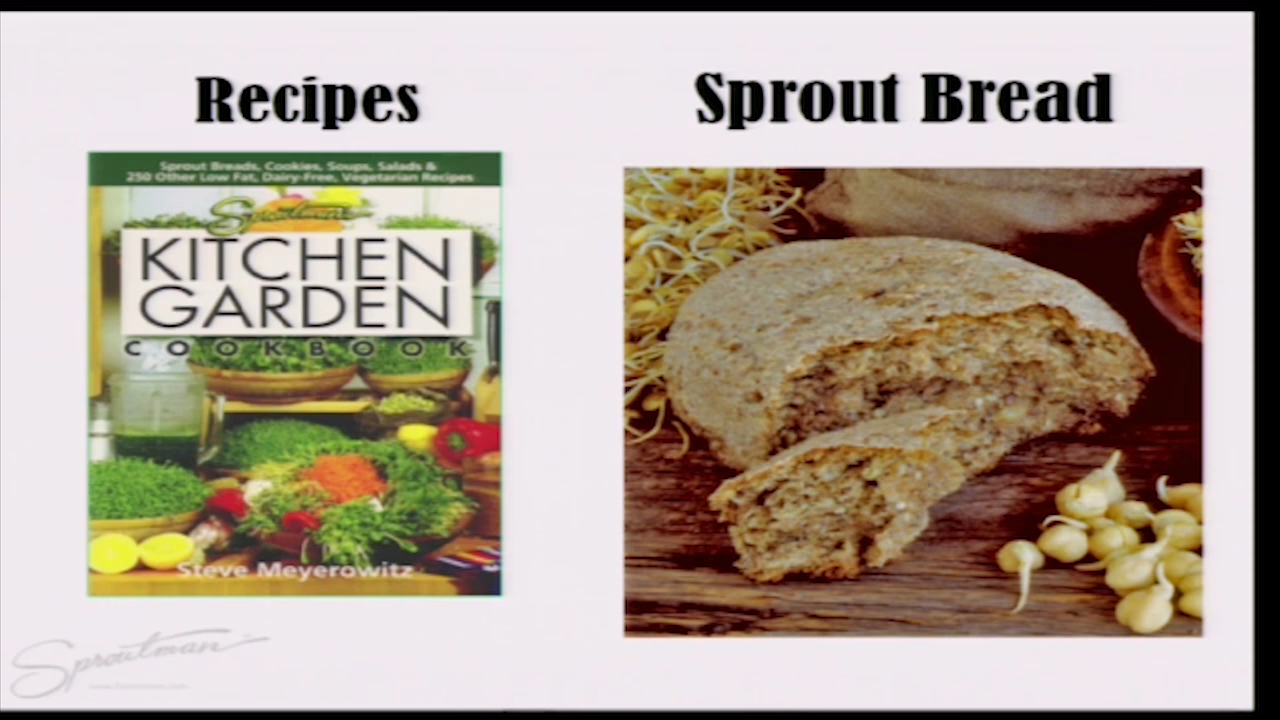 Recipes
Sprout Bread
Sprout Breads, Cookies, Soups, Salads &
250 Other Low Fat, Dairy-Free, Vegetarian Recipes
Sproutman's
KITCHEN
GARDEN
COOKBOOK
Steve Meyerowitz
Sproutman